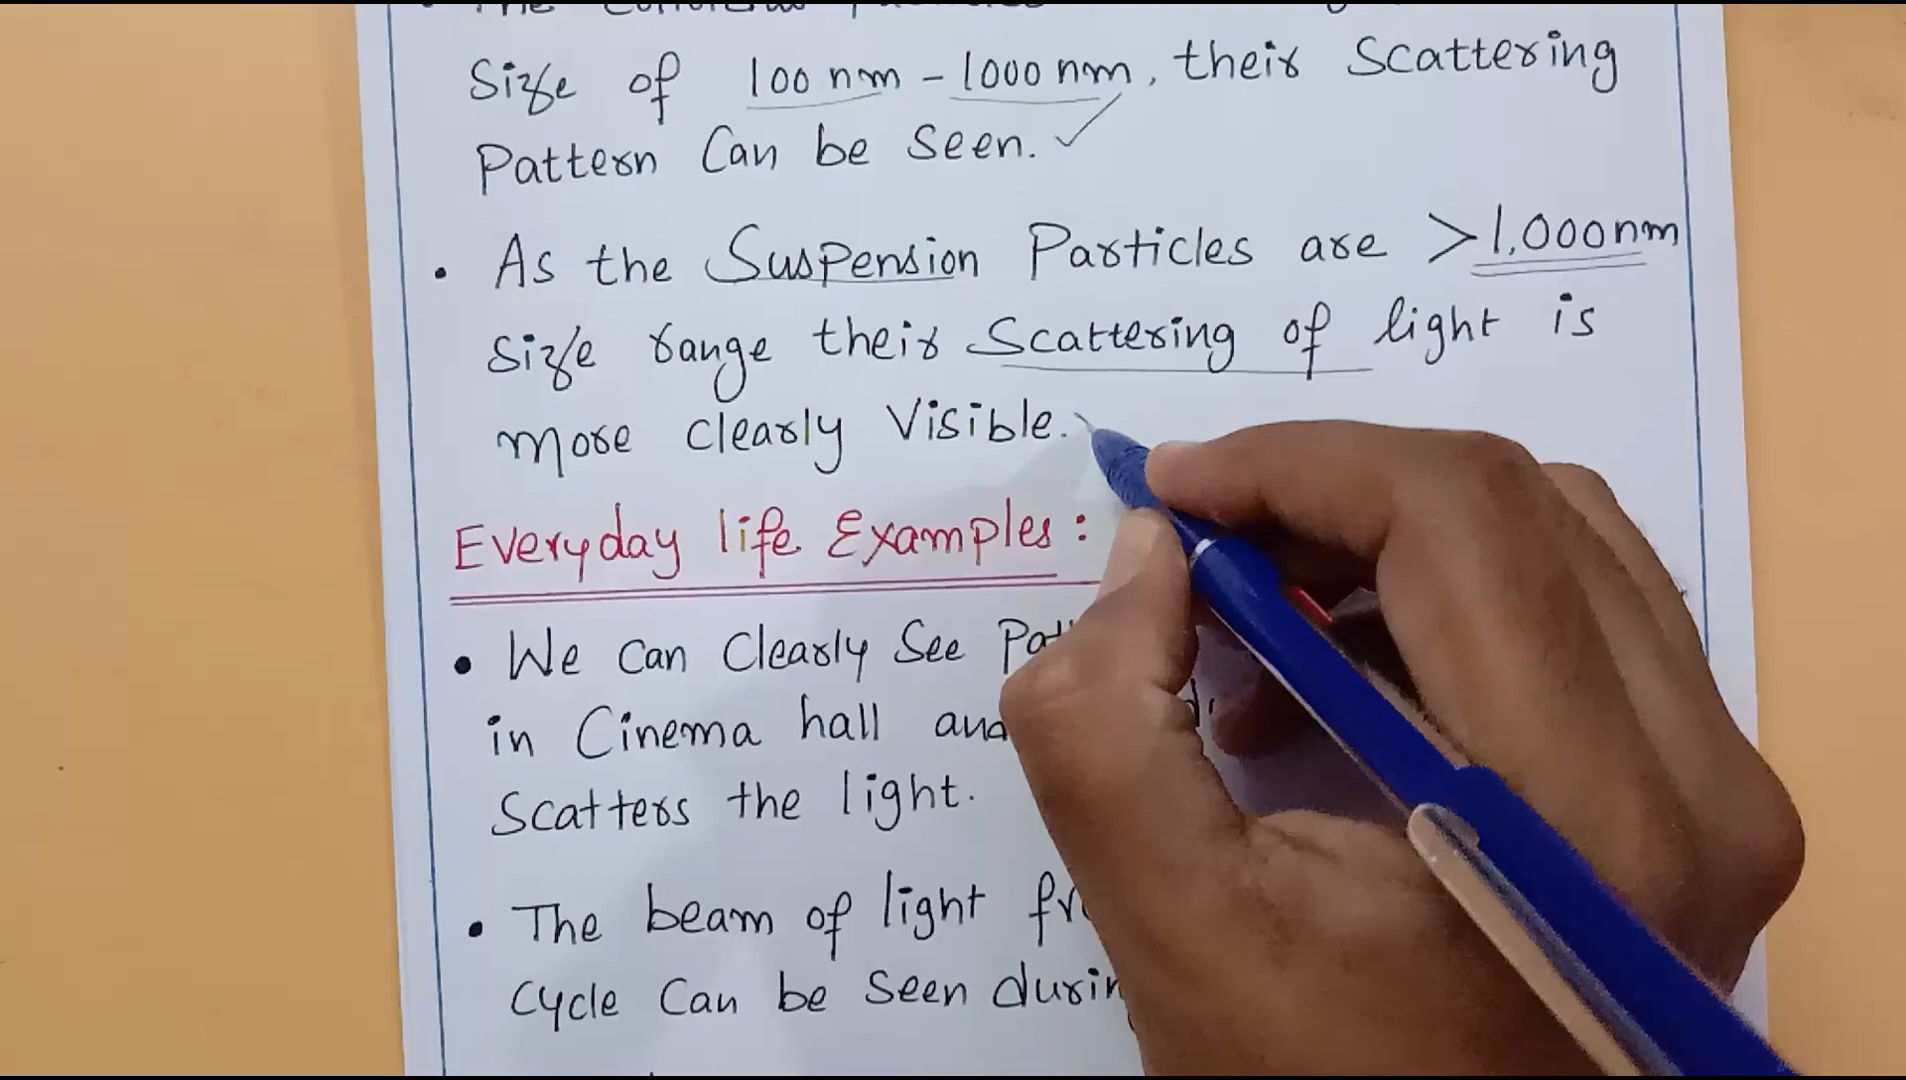 Size of 100 nm - 1000 nm, their Scattering
Pattern Can be Seen.
• As the Suspension Particles are > 1,000nm
Size range their Scattering of light is
more clearly Visible.
Everyday life Examples:
• We Can Clearly See
in Cinema hall and
Scatters the light.
• The beam of light
Cycle Can be Seen